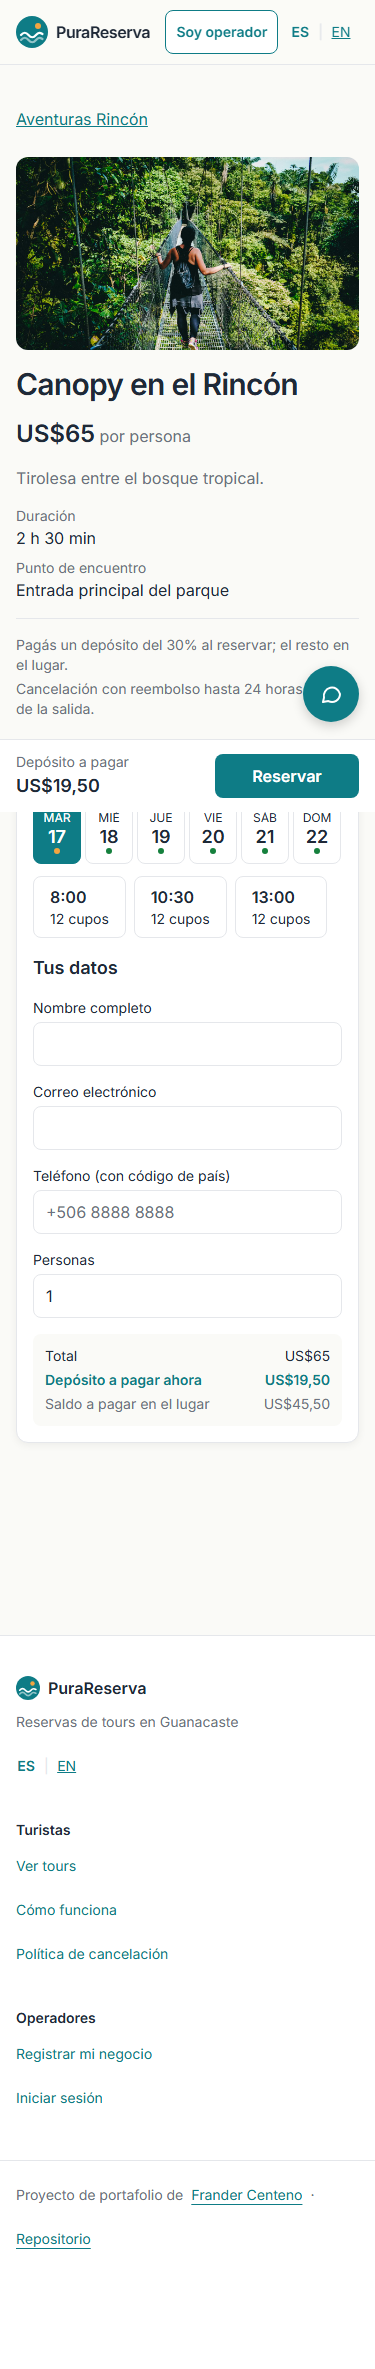 PuraReserva
Soy operador
ES | EN
Aventuras Rincón
Canopy en el Rincón
US$65 por persona
Tirolesa entre el bosque tropical.
Duración
2 h 30 min
Punto de encuentro
Entrada principal del parque
Pagás un depósito del 30% al reservar; el resto en
el lugar.
Cancelación con reembolso hasta 24 horas
de la salida.
Depósito a pagar
US$19,50
Reservar
MAR MIÉ JUE VIE SÁB DOM
17 18 19 20 21 22
8:00 10:30 13:00
12 cupos 12 cupos 12 cupos
Tus datos
Nombre completo
Correo electrónico
Teléfono (con código de país)
+506 8888 8888
Personas
1
Total US$65
Depósito a pagar ahora US$19,50
Saldo a pagar en el lugar US$45,50
PuraReserva
Reservas de tours en Guanacaste
ES | EN
Turistas
Ver tours
Cómo funciona
Política de cancelación
Operadores
Registrar mi negocio
Iniciar sesión
Proyecto de portafolio de Frander Centeno ·
Repositorio